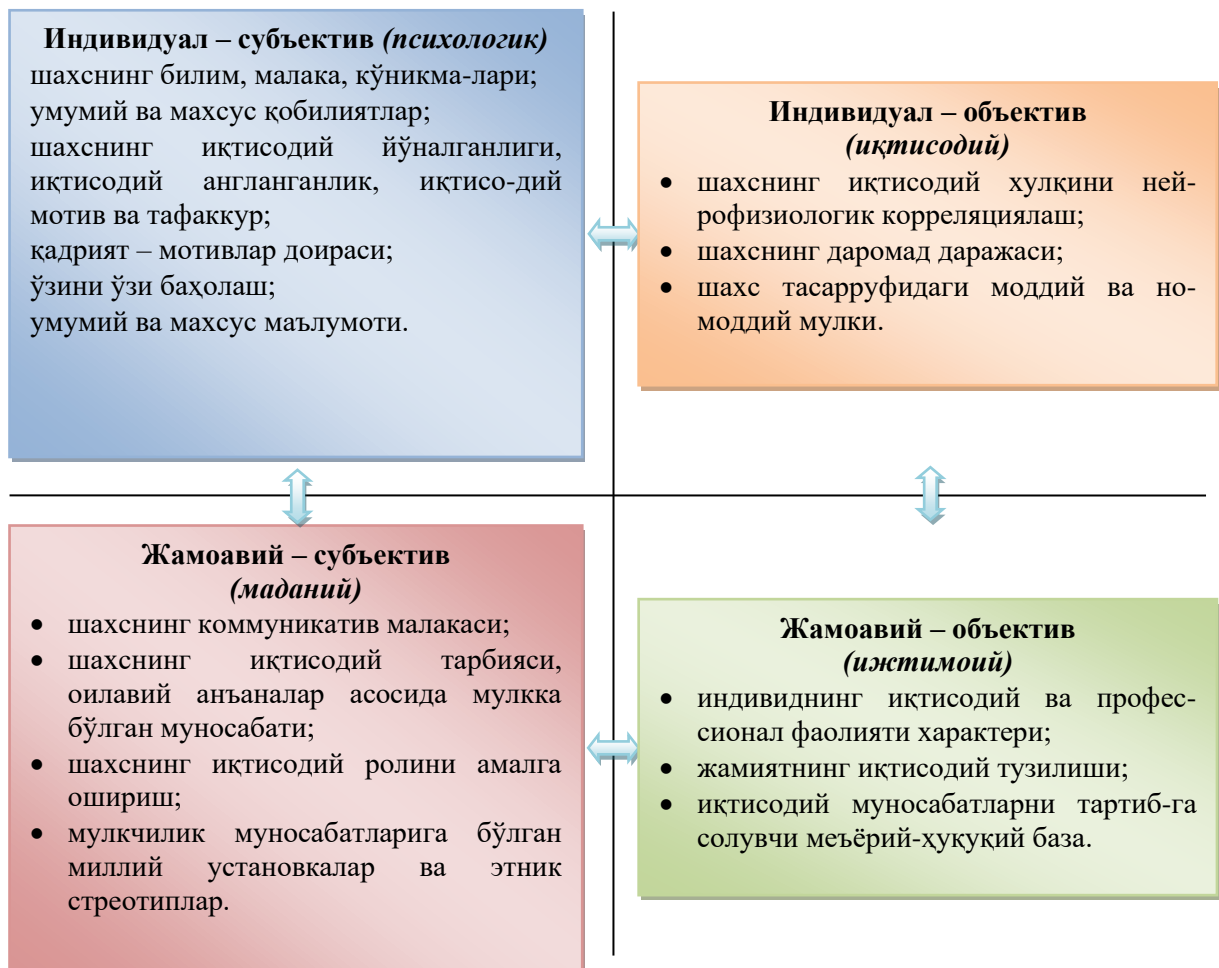 Индивидуал – субъектив (психологик)
шахснинг билим, малака, кўникма-лари;
умумий ва махсус қобилиятлар;
шахснинг иқтисодий йўналганлиги,
иқтисодий англанганлик, иқтисо-дий
мотив ва тафаккур;
қадрият – мотивлар доираси;
ўзини ўзи баҳолаш;
умумий ва махсус маълумоти.
Индивидуал – объектив
(иқтисодий)
• шахснинг иқтисодий хулқини ней-
рофизиологик корреляциялаш;
• шахснинг даромад даражаси;
• шахс тасарруфидаги моддий ва но-
моддий мулки.
Жамоавий – субъектив
(маданий)
• шахснинг коммуникатив малакаси;
• шахснинг иқтисодий тарбияси,
оилавий анъаналар асосида мулкка
бўлган муносабати;
• шахснинг иқтисодий ролини амалга
ошириш;
• мулкчилик муносабатларига бўлган
миллий установкалар ва этник
стреотиплар.
Жамоавий – объектив
(ижтимоий)
• индивиднинг иқтисодий ва профес-
сионал фаолияти характери;
• жамиятнинг иқтисодий тузилиши;
• иқтисодий муносабатларни тартиб-га
солувчи меъёрий-ҳуқуқий база.